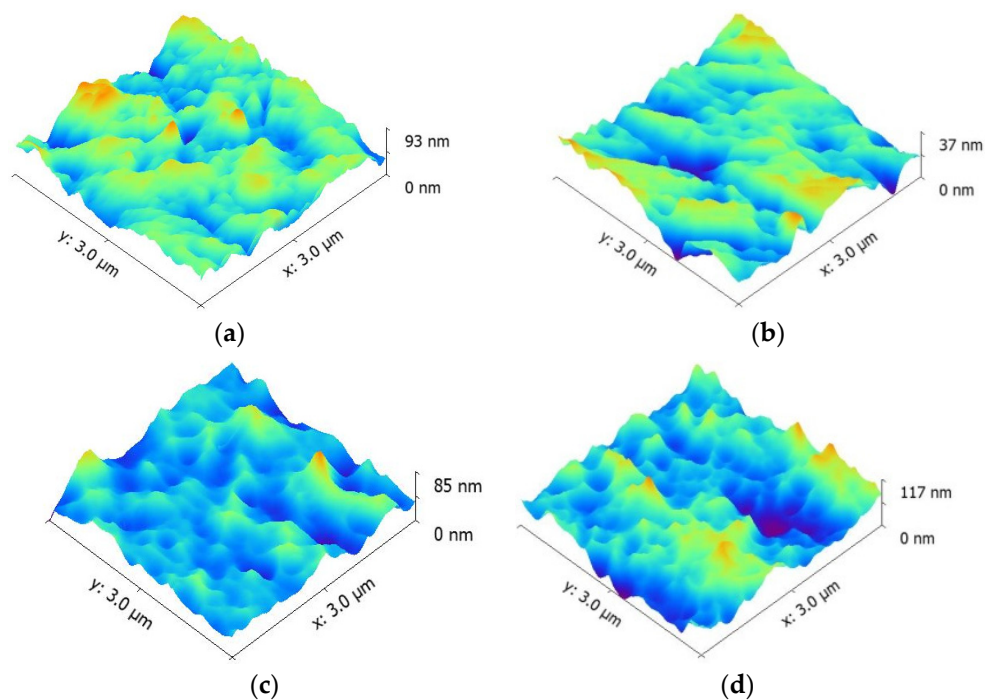 93 nm
0 nm
y: 3.0 µm
x: 3.0 µm
(a)
37 nm
0 nm
y: 3.0 µm
x: 3.0 µm
(b)
85 nm
0 nm
y: 3.0 µm
x: 3.0 µm
(c)
117 nm
0 nm
y: 3.0 µm
x: 3.0 µm
(d)